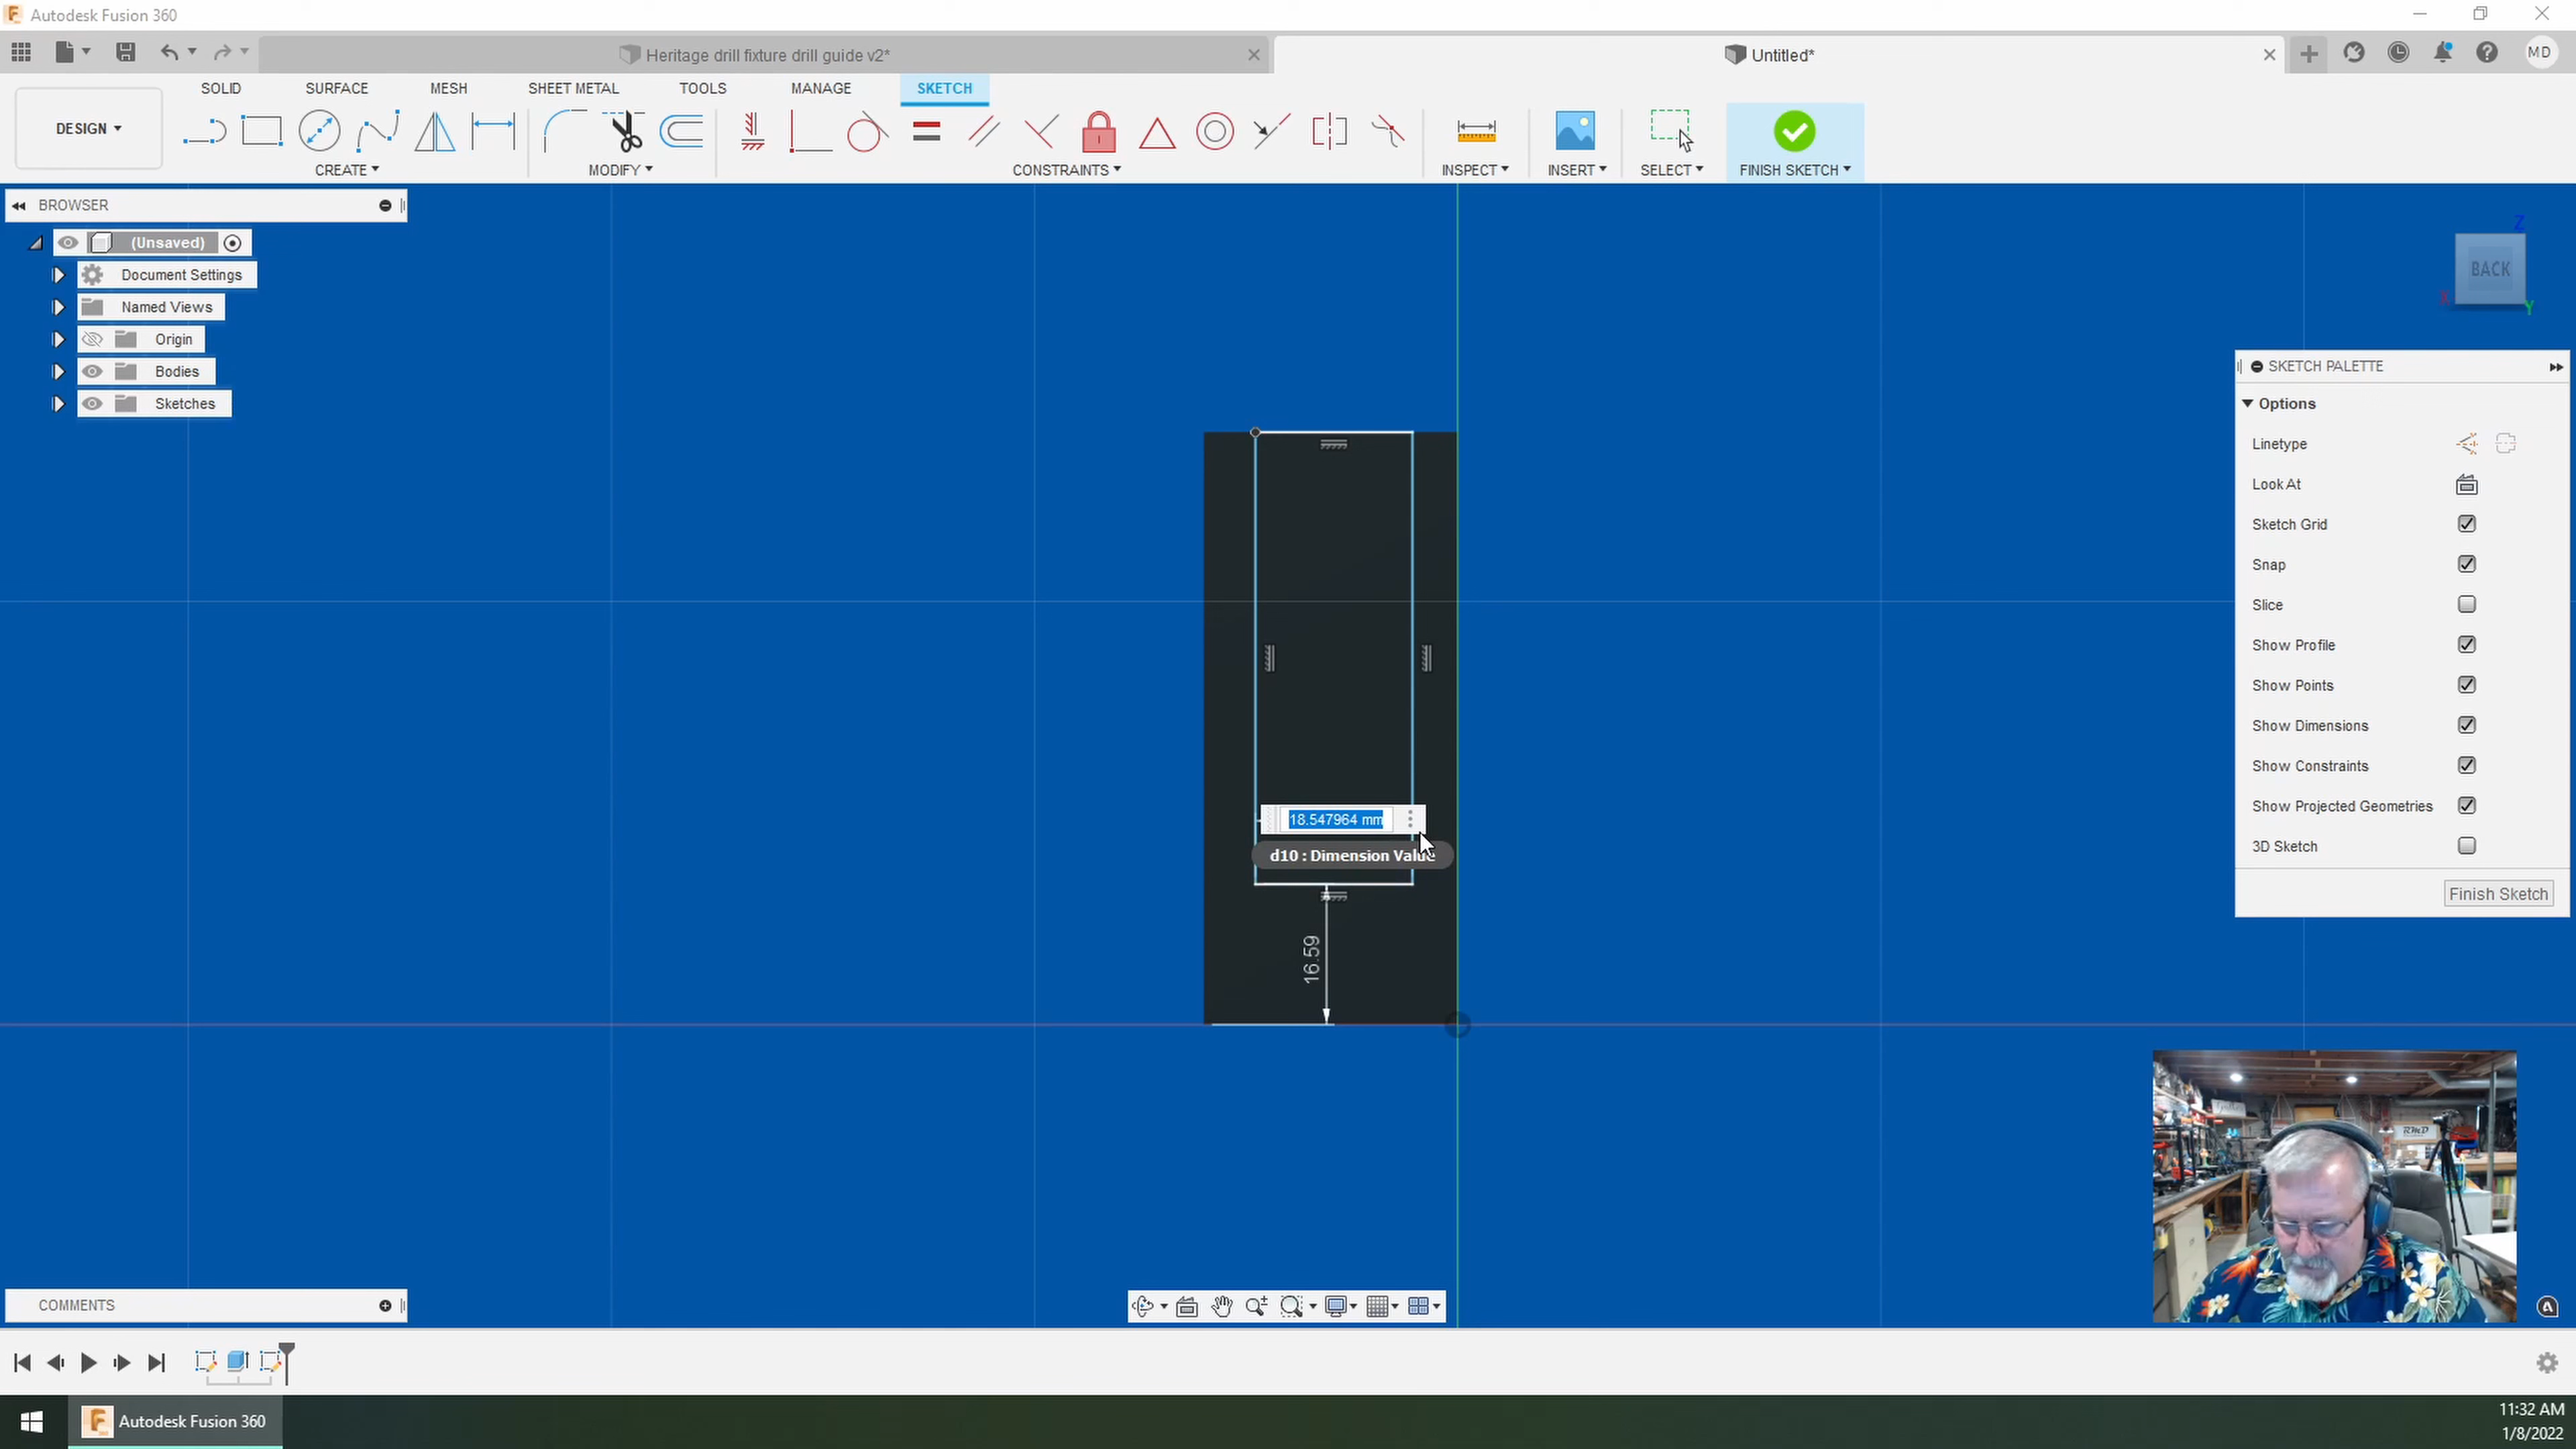 Autodesk Fusion 360
Heritage drill fixture drill guide v2*
Untitled*
MD
SOLID
SURFACE
MESH
SHEET METAL
TOOLS
MANAGE
SKETCH
DESIGN
CREATE
MODIFY
CONSTRAINTS
INSPECT
INSERT
SELECT
FINISH SKETCH
BROWSER
(Unsaved)
Document Settings
Named Views
Origin
Bodies
Sketches
Z
BACK
X
Y
SKETCH PALETTE
Options
Linetype
Look At
Sketch Grid
Snap
Slice
Show Profile
Show Points
Show Dimensions
Show Constraints
Show Projected Geometries
3D Sketch
Finish Sketch
18.547964 mm
d10 : Dimension Value
16.59
RMD
COMMENTS
Autodesk Fusion 360
11:32 AM
1/8/2022